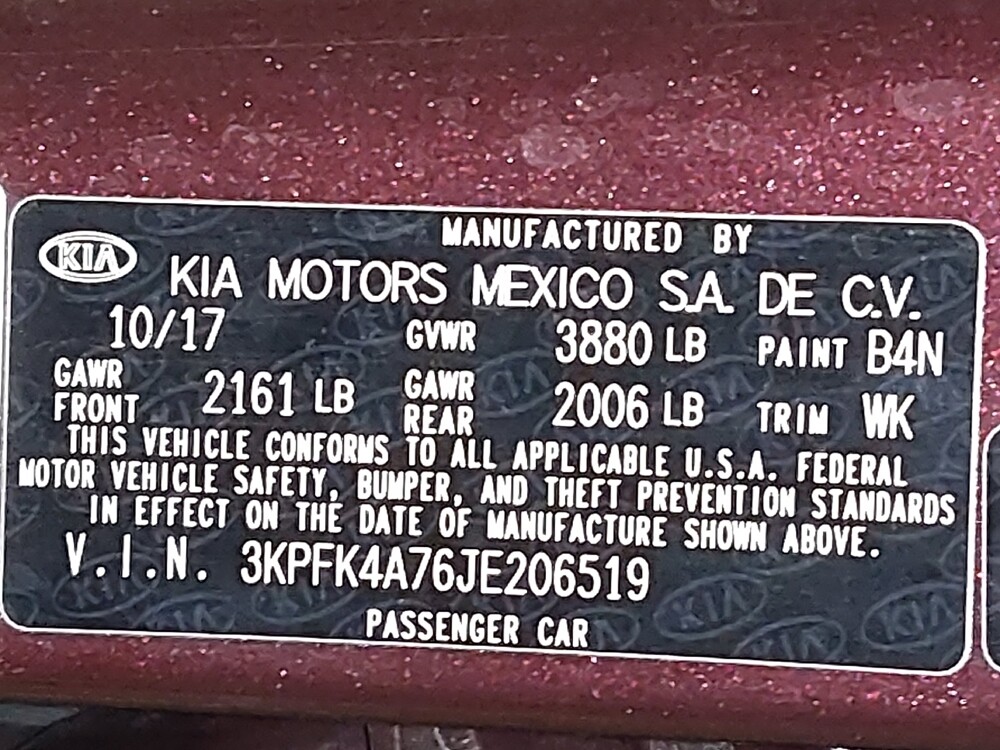 MANUFACTURED BY
KIA
KIA MOTORS MEXICO S.A. DE C.V.
10/17 GVWR 3880 LB PAINT B4N
GAWR FRONT 2161 LB GAWR REAR 2006 LB TRIM WK
THIS VEHICLE CONFORMS TO ALL APPLICABLE U.S.A. FEDERAL
MOTOR VEHICLE SAFETY, BUMPER, AND THEFT PREVENTION STANDARDS
IN EFFECT ON THE DATE OF MANUFACTURE SHOWN ABOVE.
V.I.N. 3KPFK4A76JE206519
PASSENGER CAR